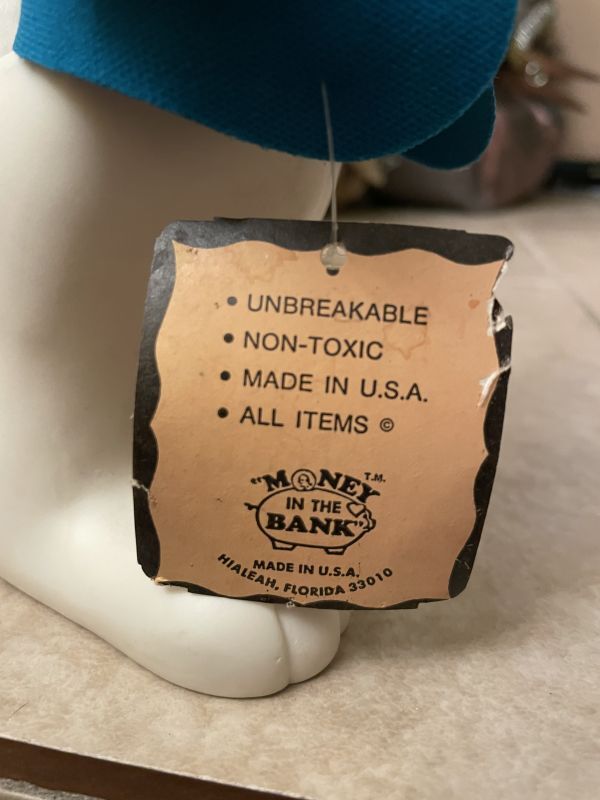 • UNBREAKABLE
• NON-TOXIC
• MADE IN U.S.A.
• ALL ITEMS ©
"MONEY T.M.
IN THE
BANK"
MADE IN U.S.A.
HIALEAH, FLORIDA 33010